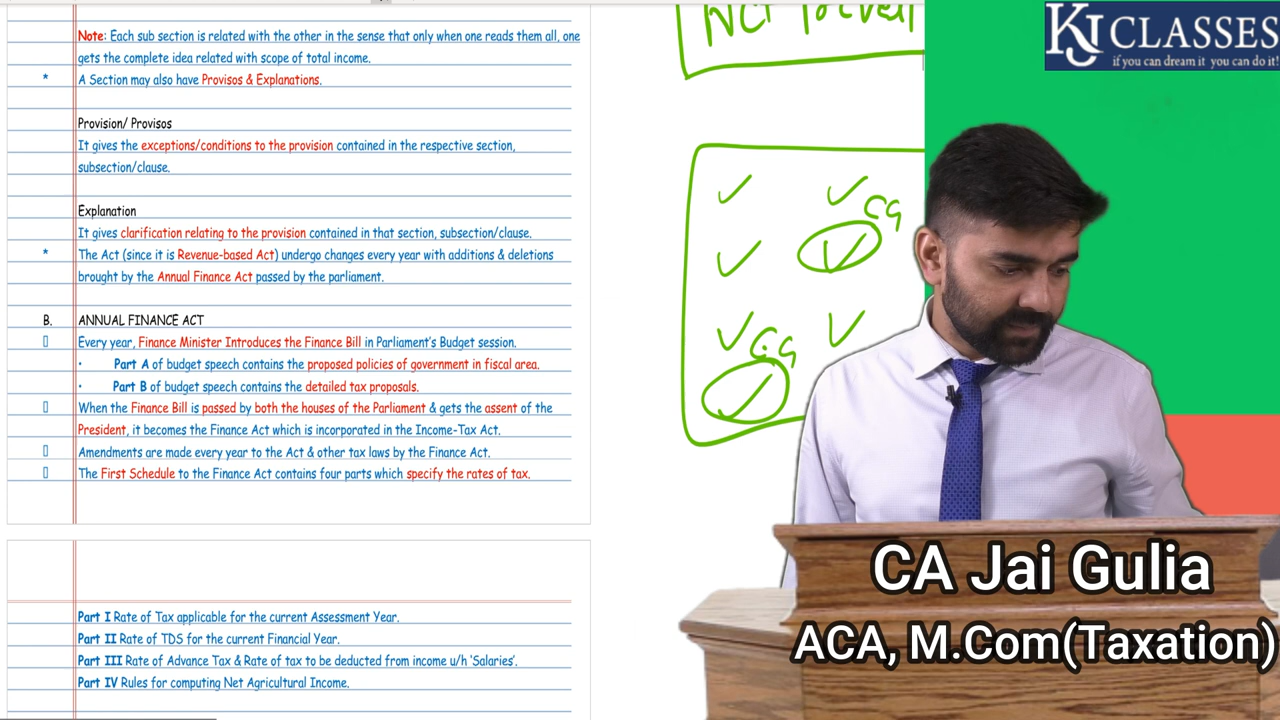 Note: Each sub section is related with the other in the sense that only when one reads them all, one
gets the complete idea related with scope of total income.
* A Section may also have Provisos & Explanations.
Provision/ Provisos
It gives the exceptions/conditions to the provision contained in the respective section,
subsection/clause.
Explanation
It gives clarification relating to the provision contained in that section, subsection/clause.
* The Act (since it is Revenue-based Act) undergo changes every year with additions & deletions
brought by the Annual Finance Act passed by the parliament.
B. ANNUAL FINANCE ACT
Every year, Finance Minister Introduces the Finance Bill in Parliament's Budget session.
• Part A of budget speech contains the proposed policies of government in fiscal area.
• Part B of budget speech contains the detailed tax proposals.
When the Finance Bill is passed by both the houses of the Parliament & gets the assent of the
President, it becomes the Finance Act which is incorporated in the Income-Tax Act.
Amendments are made every year to the Act & other tax laws by the Finance Act.
The First Schedule to the Finance Act contains four parts which specify the rates of tax.
Part I Rate of Tax applicable for the current Assessment Year.
Part II Rate of TDS for the current Financial Year.
Part III Rate of Advance Tax & Rate of tax to be deducted from income u/h 'Salaries'.
Part IV Rules for computing Net Agricultural Income.
KJ CLASSES
if you can dream it you can do it!
CA Jai Gulia
ACA, M.Com(Taxation)